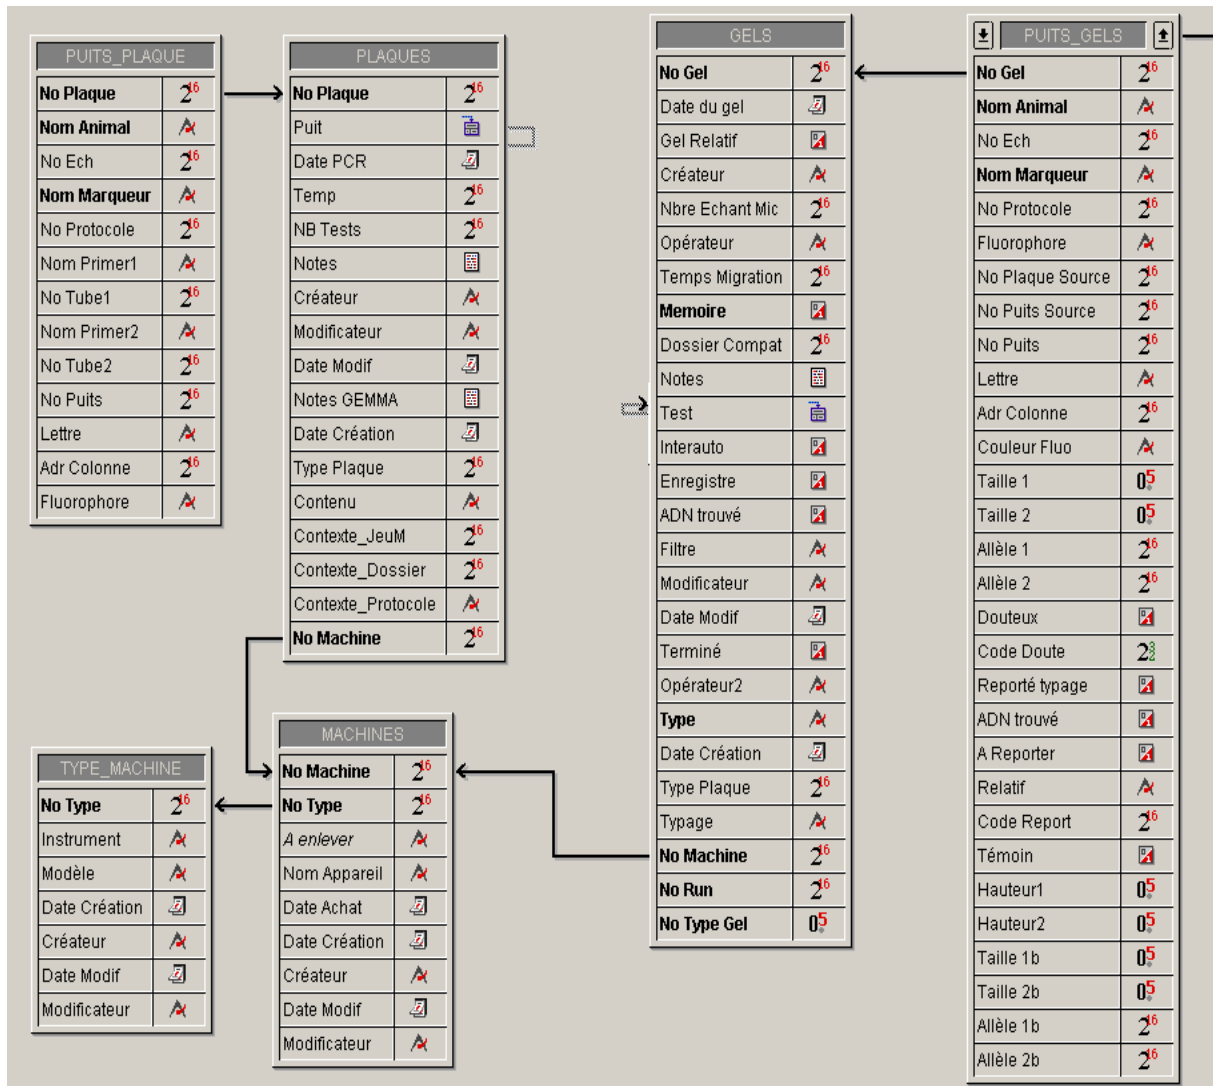 PUITS_PLAQUE
No Plaque
Nom Animal
No Ech
Nom Marqueur
No Protocole
Nom Primer1
No Tube1
Nom Primer2
No Tube2
No Puits
Lettre
Adr Colonne
Fluorophore
PLAQUES
No Plaque
Puit
Date PCR
Temp
NB Tests
Notes
Créateur
Modificateur
Date Modif
Notes GEMMA
Date Création
Type Plaque
Contenu
Contexte_JeuM
Contexte_Dossier
Contexte_Protocole
No Machine
TYPE_MACHINE
No Type
Instrument
Modèle
Date Création
Créateur
Date Modif
Modificateur
MACHINES
No Machine
No Type
A enlever
Nom Appareil
Date Achat
Date Création
Créateur
Date Modif
Modificateur
GELS
No Gel
Date du gel
Gel Relatif
Créateur
Nbre Echant Mic
Opérateur
Temps Migration
Memoire
Dossier Compat
Notes
Test
Interauto
Enregistre
ADN trouvé
Filtre
Modificateur
Date Modif
Terminé
Opérateur2
Type
Date Création
Type Plaque
Typage
No Machine
No Run
No Type Gel
PUITS_GELS
No Gel
Nom Animal
No Ech
Nom Marqueur
No Protocole
Fluorophore
No Plaque Source
No Puits Source
No Puits
Lettre
Adr Colonne
Couleur Fluo
Taille 1
Taille 2
Allèle 1
Allèle 2
Douteux
Code Doute
Reporté typage
ADN trouvé
A Reporter
Relatif
Code Report
Témoin
Hauteur1
Hauteur2
Taille 1b
Taille 2b
Allèle 1b
Allèle 2b